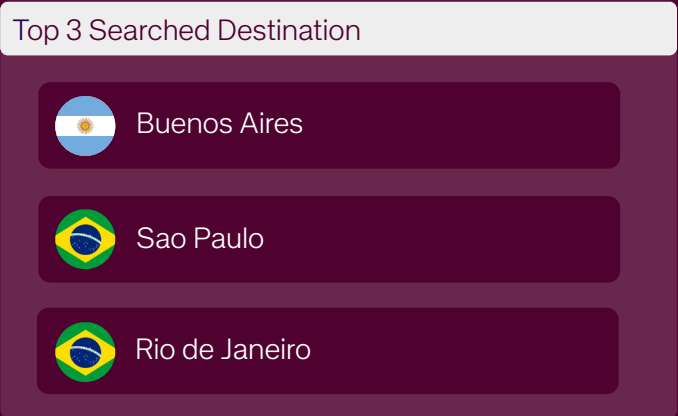 Top 3 Searched Destination
Buenos Aires
Sao Paulo
Rio de Janeiro